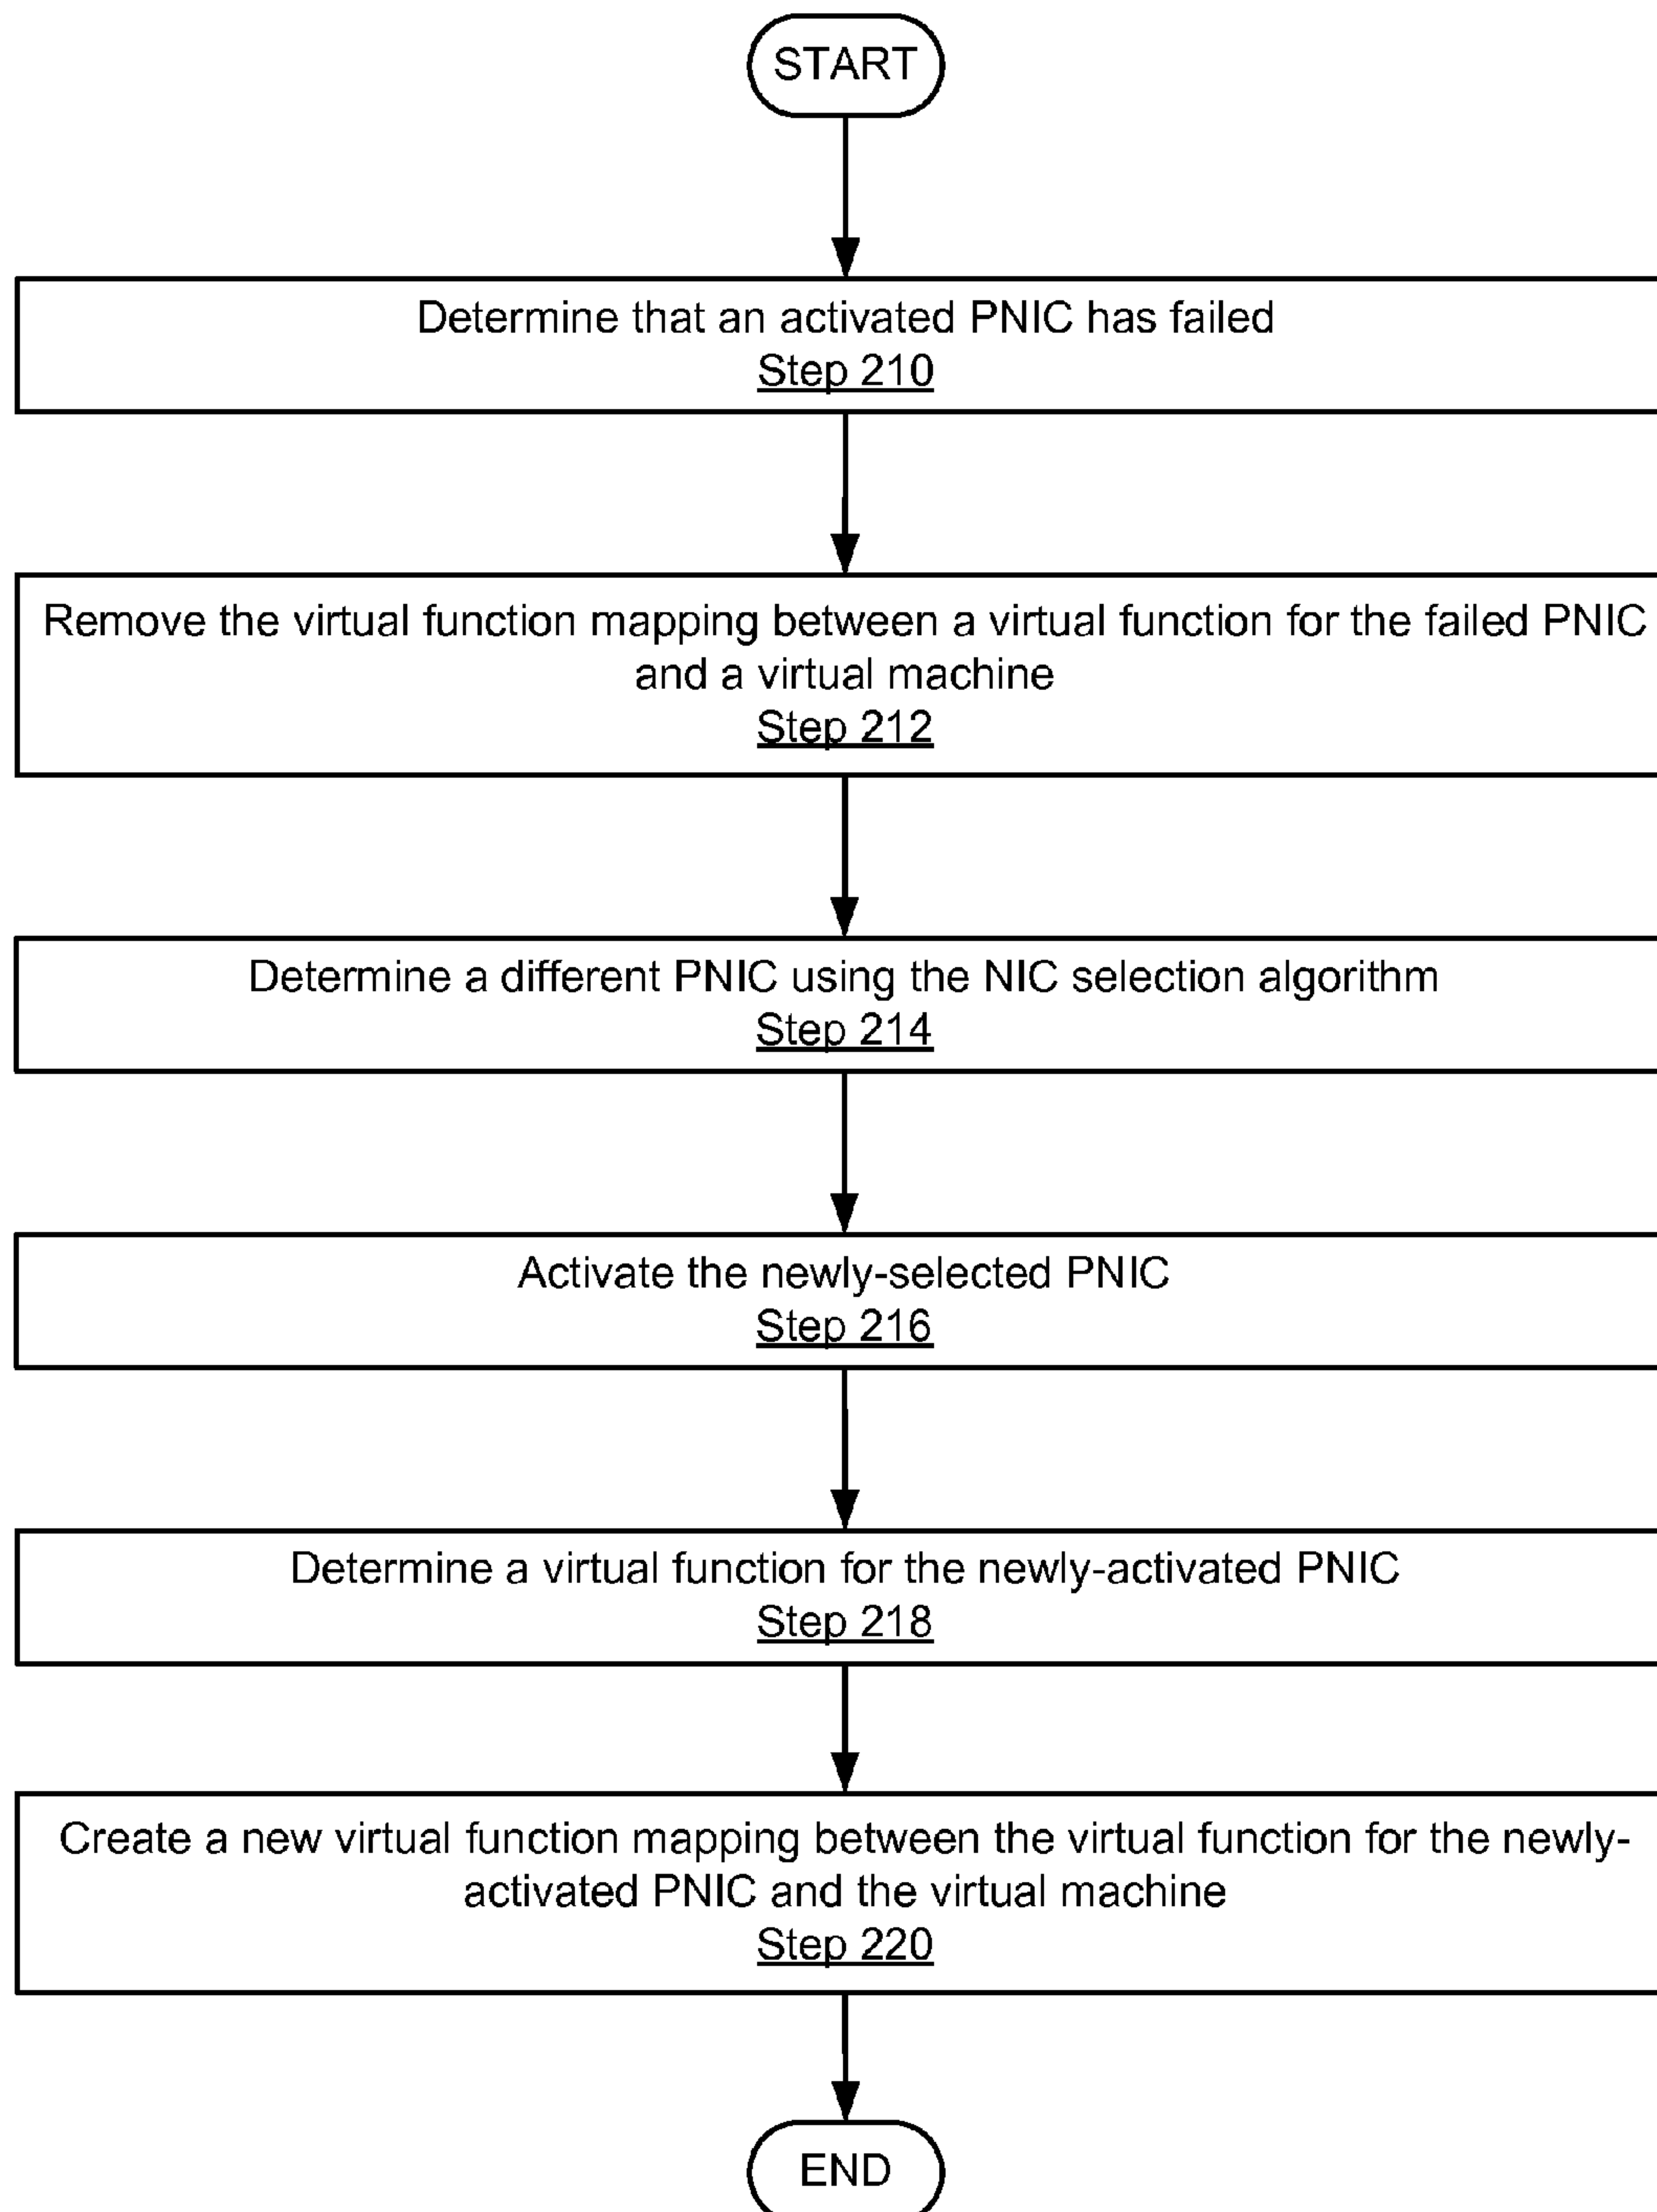 START
Determine that an activated PNIC has failed
Step 210
Remove the virtual function mapping between a virtual function for the failed PNIC
and a virtual machine
Step 212
Determine a different PNIC using the NIC selection algorithm
Step 214
Activate the newly-selected PNIC
Step 216
Determine a virtual function for the newly-activated PNIC
Step 218
Create a new virtual function mapping between the virtual function for the newly-
activated PNIC and the virtual machine
Step 220
END